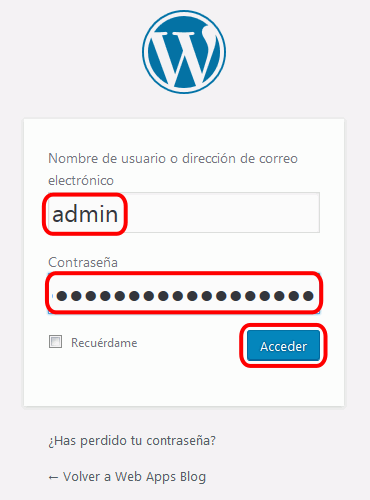 Nombre de usuario o dirección de correo
electrónico
admin
Contraseña
Recuérdame
Acceder
¿Has perdido tu contraseña?
← Volver a Web Apps Blog